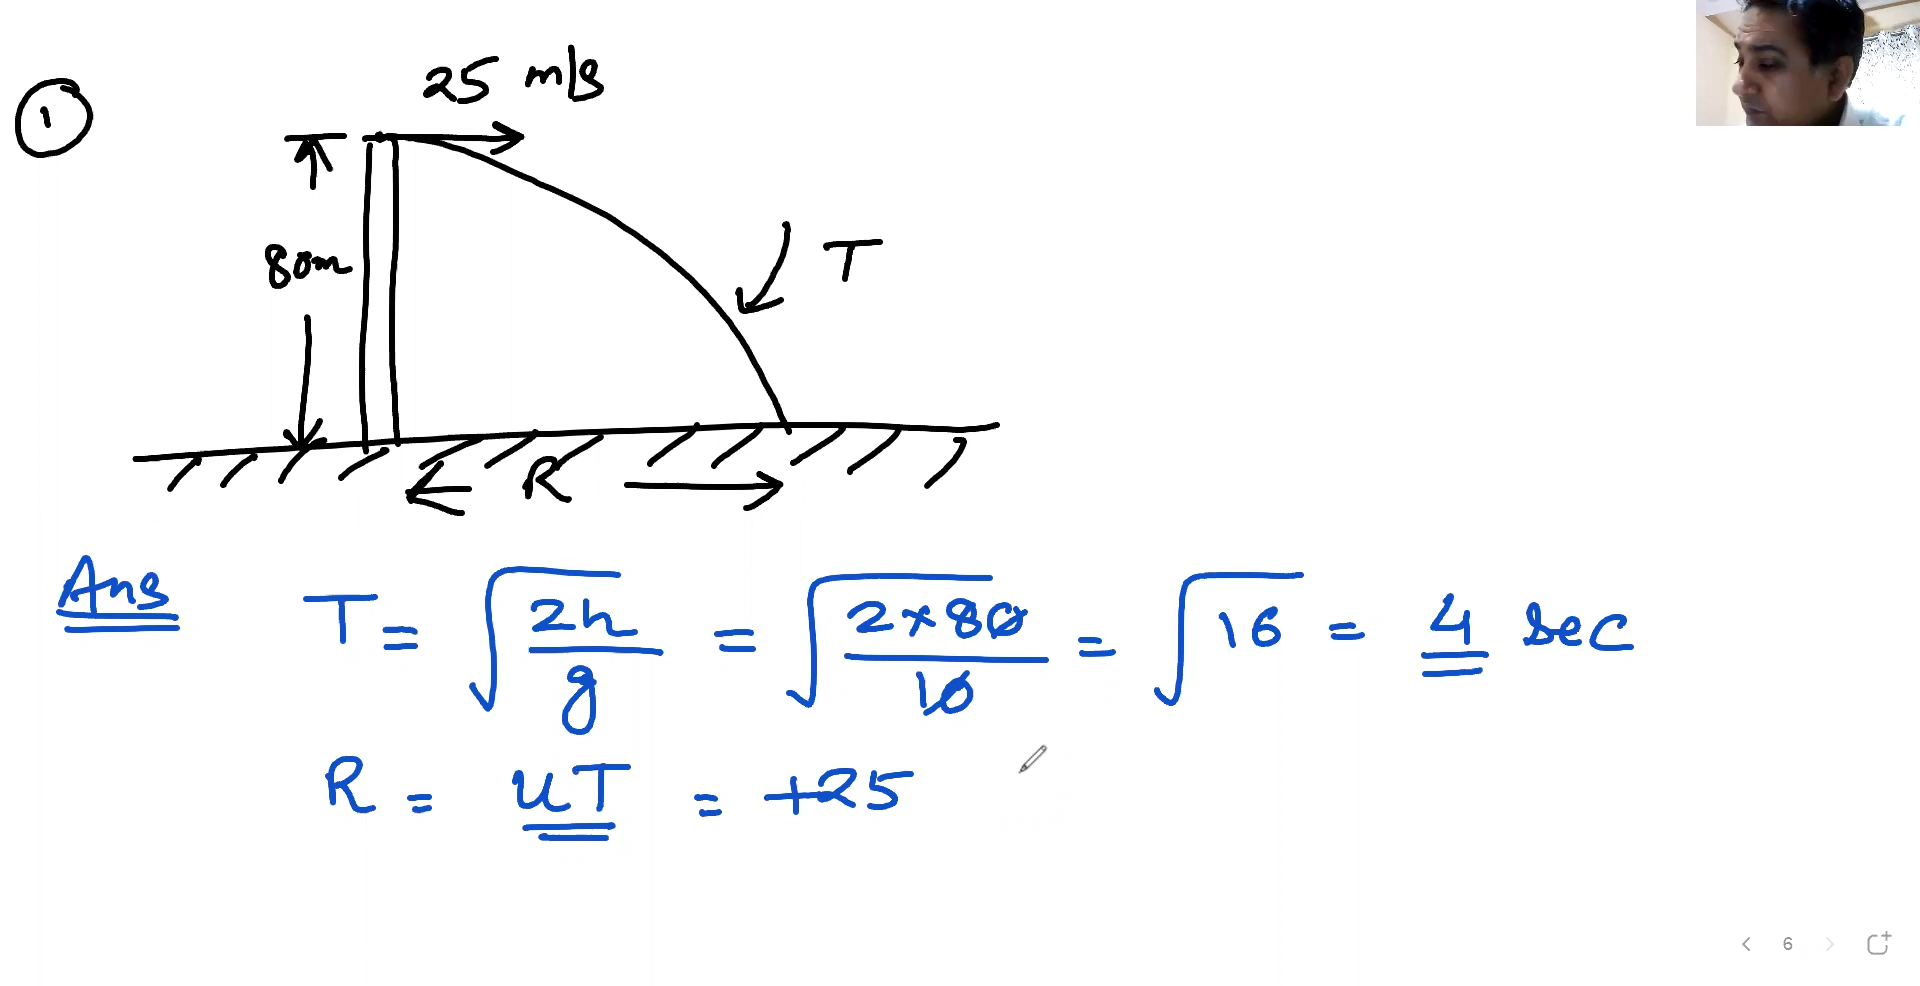 ①
25 m/s
80m
T
R
Ans T = √(2h/g) = √(2×80/10) = √16 = 4 sec
R = uT = +25
6